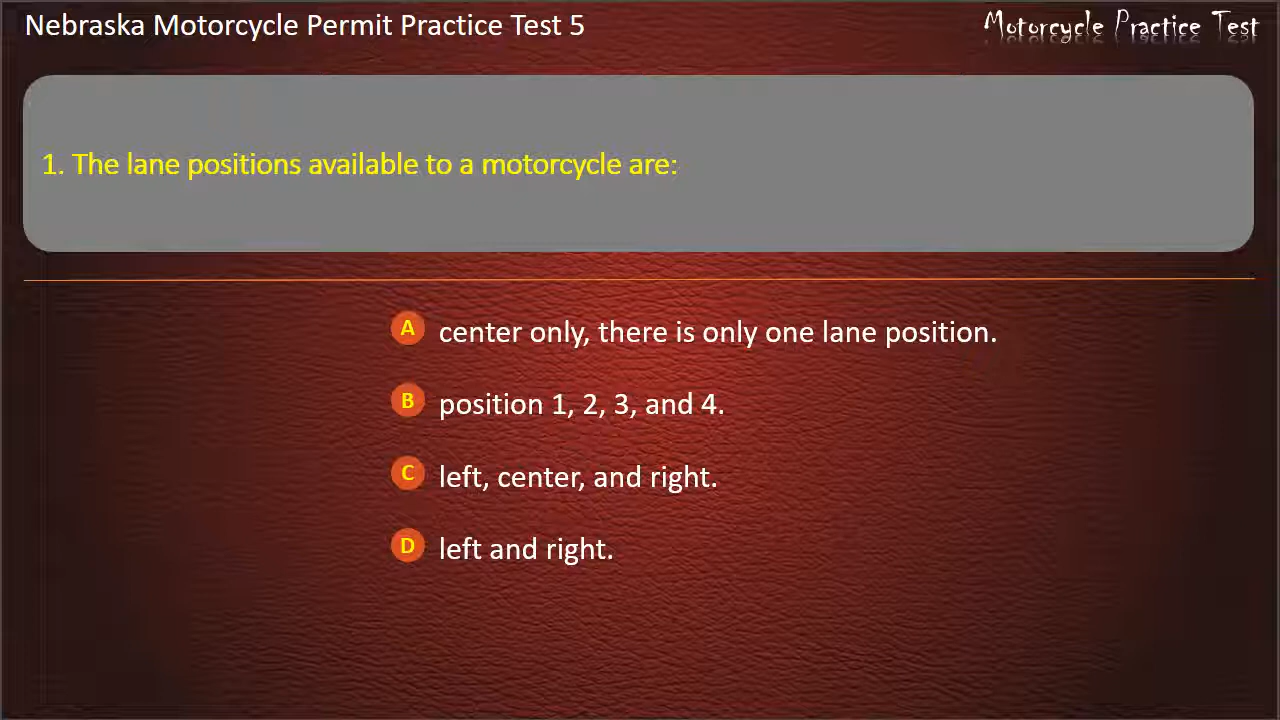 Nebraska Motorcycle Permit Practice Test 5
Motorcycle Practice Test
1. The lane positions available to a motorcycle are:
A center only, there is only one lane position.
B position 1, 2, 3, and 4.
C left, center, and right.
D left and right.